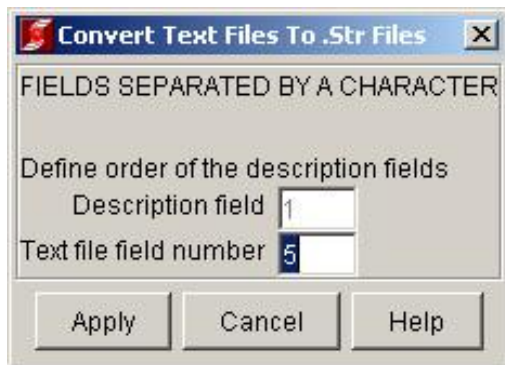 Convert Text Files To .Str Files
FIELDS SEPARATED BY A CHARACTER
Define order of the description fields
Description field 1
Text file field number 5
Apply Cancel Help